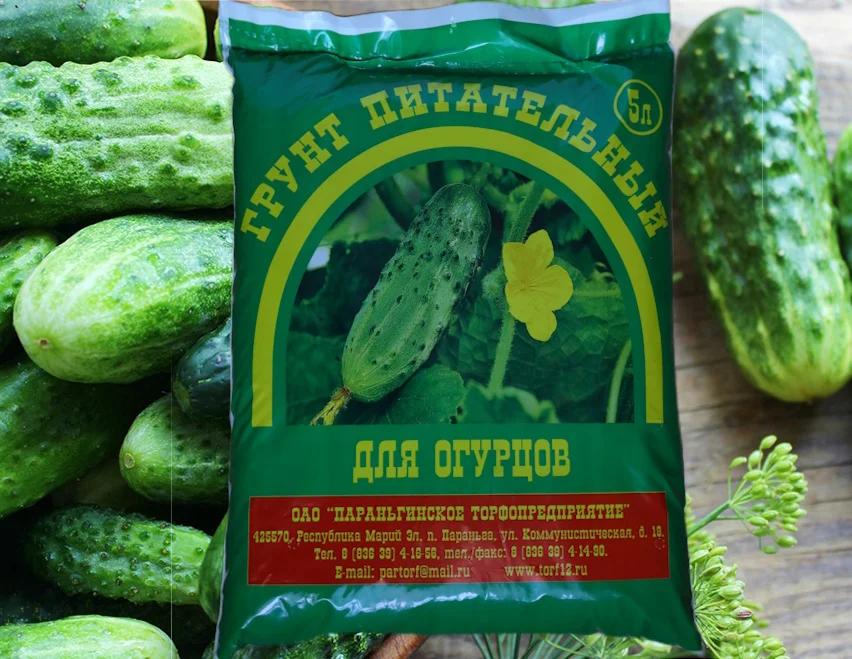 ГРУНТ ПИТАТЕЛЬНЫЙ
5л
ДЛЯ ОГУРЦОВ
ОАО "ПАРАНЬГИНСКОЕ ТОРФОПРЕДПРИЯТИЕ"
425570, Республика Марий Эл, п. Параньга, ул. Коммунистическая, д. 19.
Тел. 8 (836 39) 4-16-56, тел./факс: 8 (836 39) 4-14-90.
E-mail: partorf@mail.ru www.torf12.ru